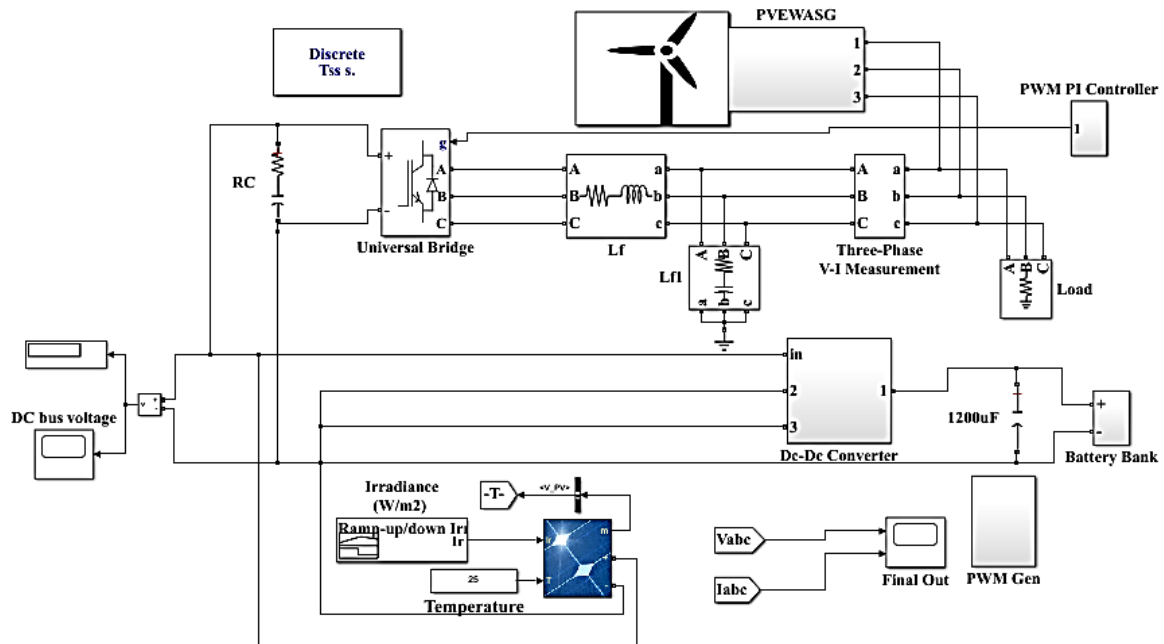 PVEWASG
Discrete
Tss s.
1
2
3
PWM PI Controller
1
g
+
-
A
B
C
RC
Universal Bridge
A
B
C
a
b
c
Lf
A
B
C
a
b
c
Three-Phase
V-I Measurement
A B C
a b c
Lf1
A B C
Load
DC bus voltage
v
+
-
in
2
3
1
Dc-Dc Converter
1200uF
+
-
Battery Bank
Irradiance
(W/m2)
Ramp-up/down Irr
Ir
-T-
<V_PV>
Ir
T
m
+
-
25
Temperature
Vabc
Iabc
Final Out
PWM Gen